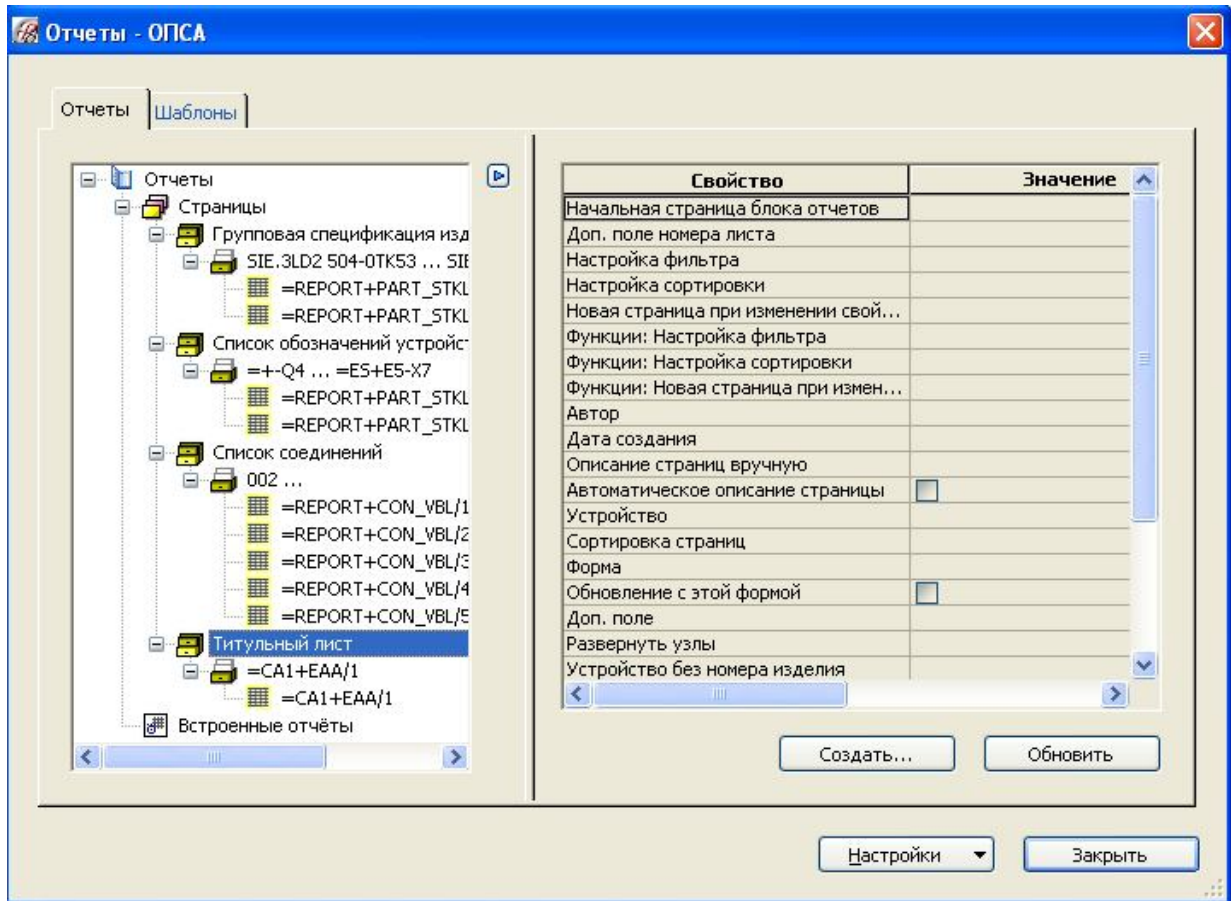 Отчеты - ОПСА
Отчеты
Шаблоны
Отчеты
Страницы
Групповая спецификация изд
SIE.3LD2 504-0TK53 ... SIE
=REPORT+PART_STKL
=REPORT+PART_STKL
Список обозначений устройст
=+-Q4 ... =E5+E5-X7
=REPORT+PART_STKL
=REPORT+PART_STKL
Список соединений
002 ...
=REPORT+CON_VBL/1
=REPORT+CON_VBL/2
=REPORT+CON_VBL/3
=REPORT+CON_VBL/4
=REPORT+CON_VBL/5
Титульный лист
=CA1+EAA/1
=CA1+EAA/1
Встроенные отчёты
Свойство Значение
Начальная страница блока отчетов
Доп. поле номера листа
Настройка фильтра
Настройка сортировки
Новая страница при изменении свой...
Функции: Настройка фильтра
Функции: Настройка сортировки
Функции: Новая страница при измен...
Автор
Дата создания
Описание страниц вручную
Автоматическое описание страницы
Устройство
Сортировка страниц
Форма
Обновление с этой формой
Доп. поле
Развернуть узлы
Устройство без номера изделия
Создать... Обновить
Настройки Закрыть